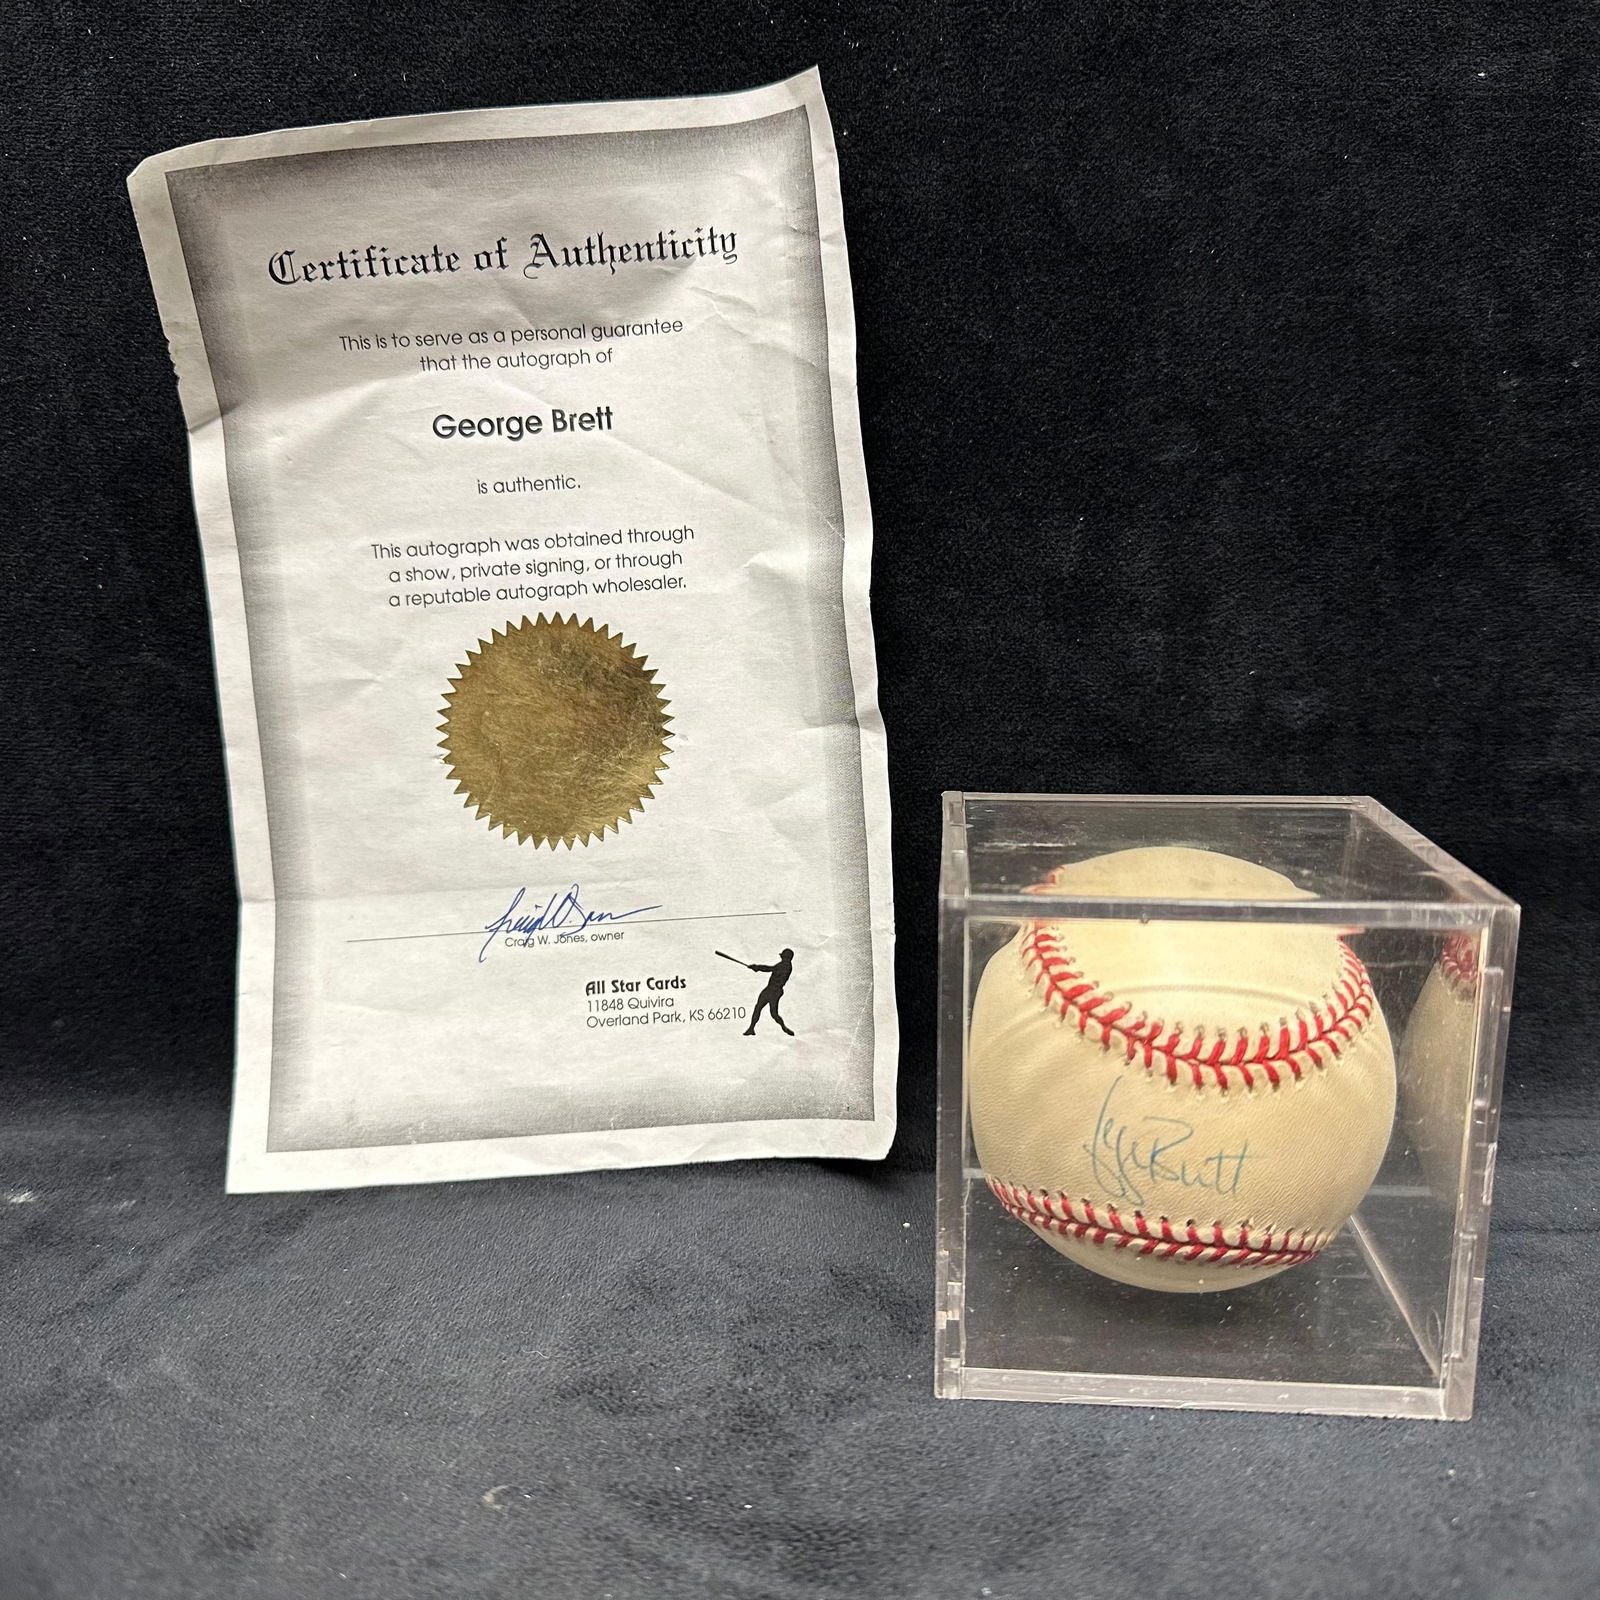 Certificate of Authenticity
This is to serve as a personal guarantee
that the autograph of
George Brett
is authentic.
This autograph was obtained through
a show, private signing, or through
a reputable autograph wholesaler.
Craig W. Jones, owner
All Star Cards
11848 Quivira
Overland Park, KS 66210
George Brett